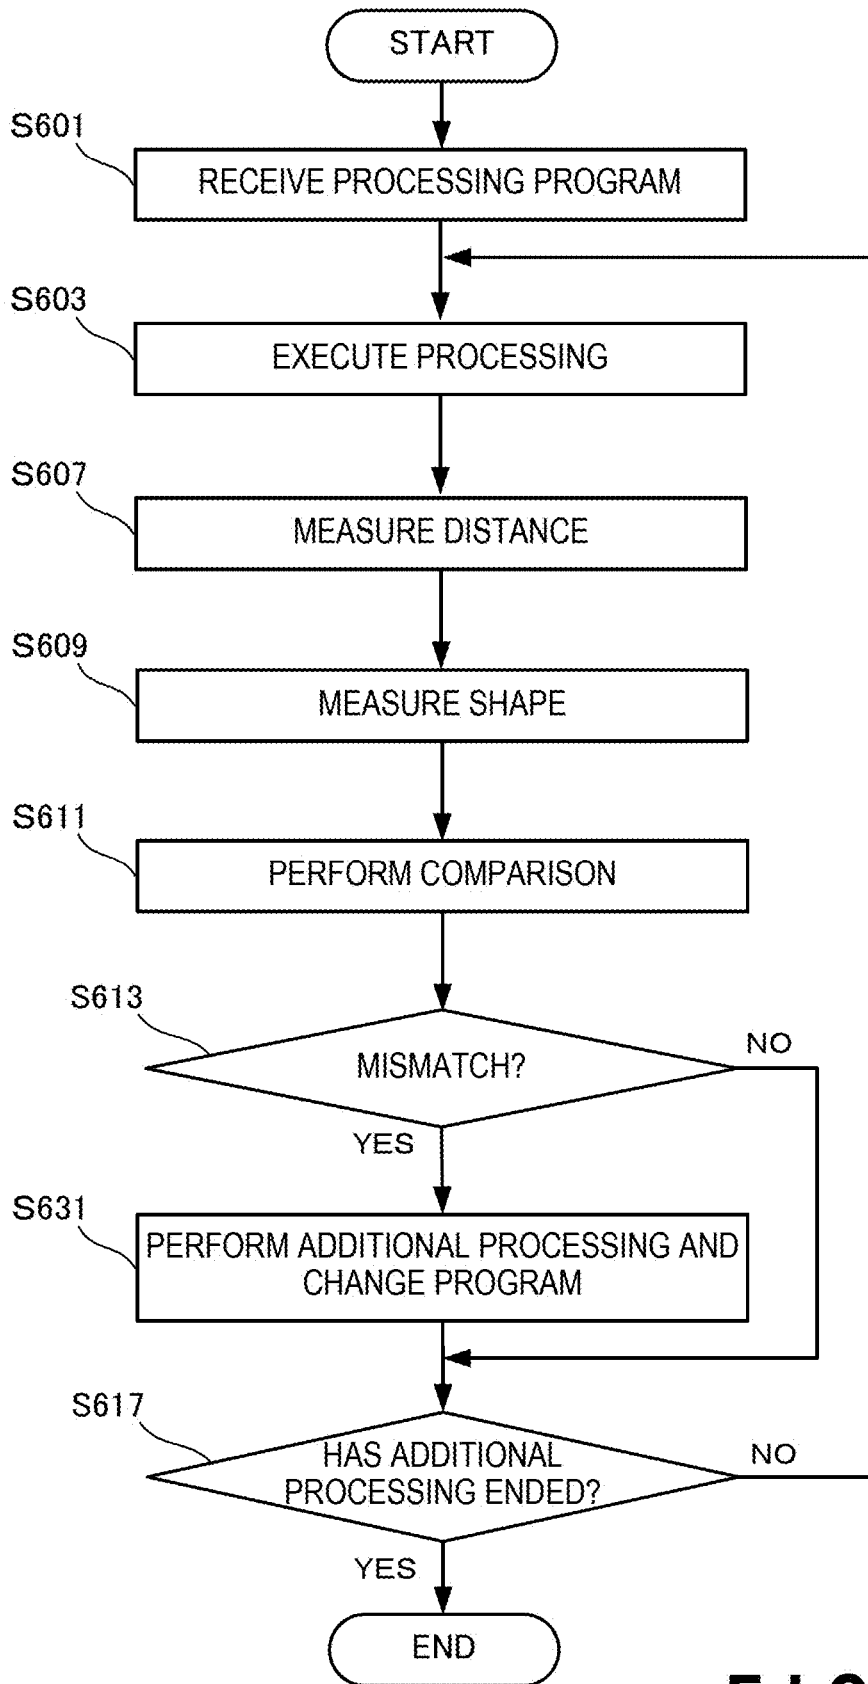 START
S601
RECEIVE PROCESSING PROGRAM
S603
EXECUTE PROCESSING
S607
MEASURE DISTANCE
S609
MEASURE SHAPE
S611
PERFORM COMPARISON
S613
MISMATCH?
NO
YES
S631
PERFORM ADDITIONAL PROCESSING AND
CHANGE PROGRAM
S617
HAS ADDITIONAL
PROCESSING ENDED?
NO
YES
END